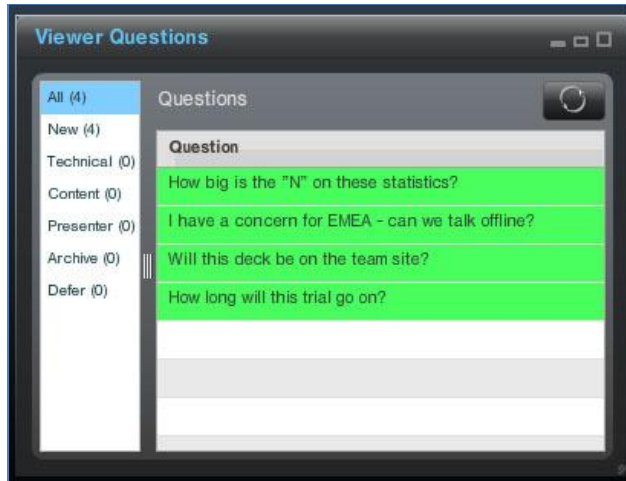 Viewer Questions
All (4)
New (4)
Technical (0)
Content (0)
Presenter (0)
Archive (0)
Defer (0)
Questions
Question
How big is the "N" on these statistics?
I have a concern for EMEA - can we talk offline?
Will this deck be on the team site?
How long will this trial go on?